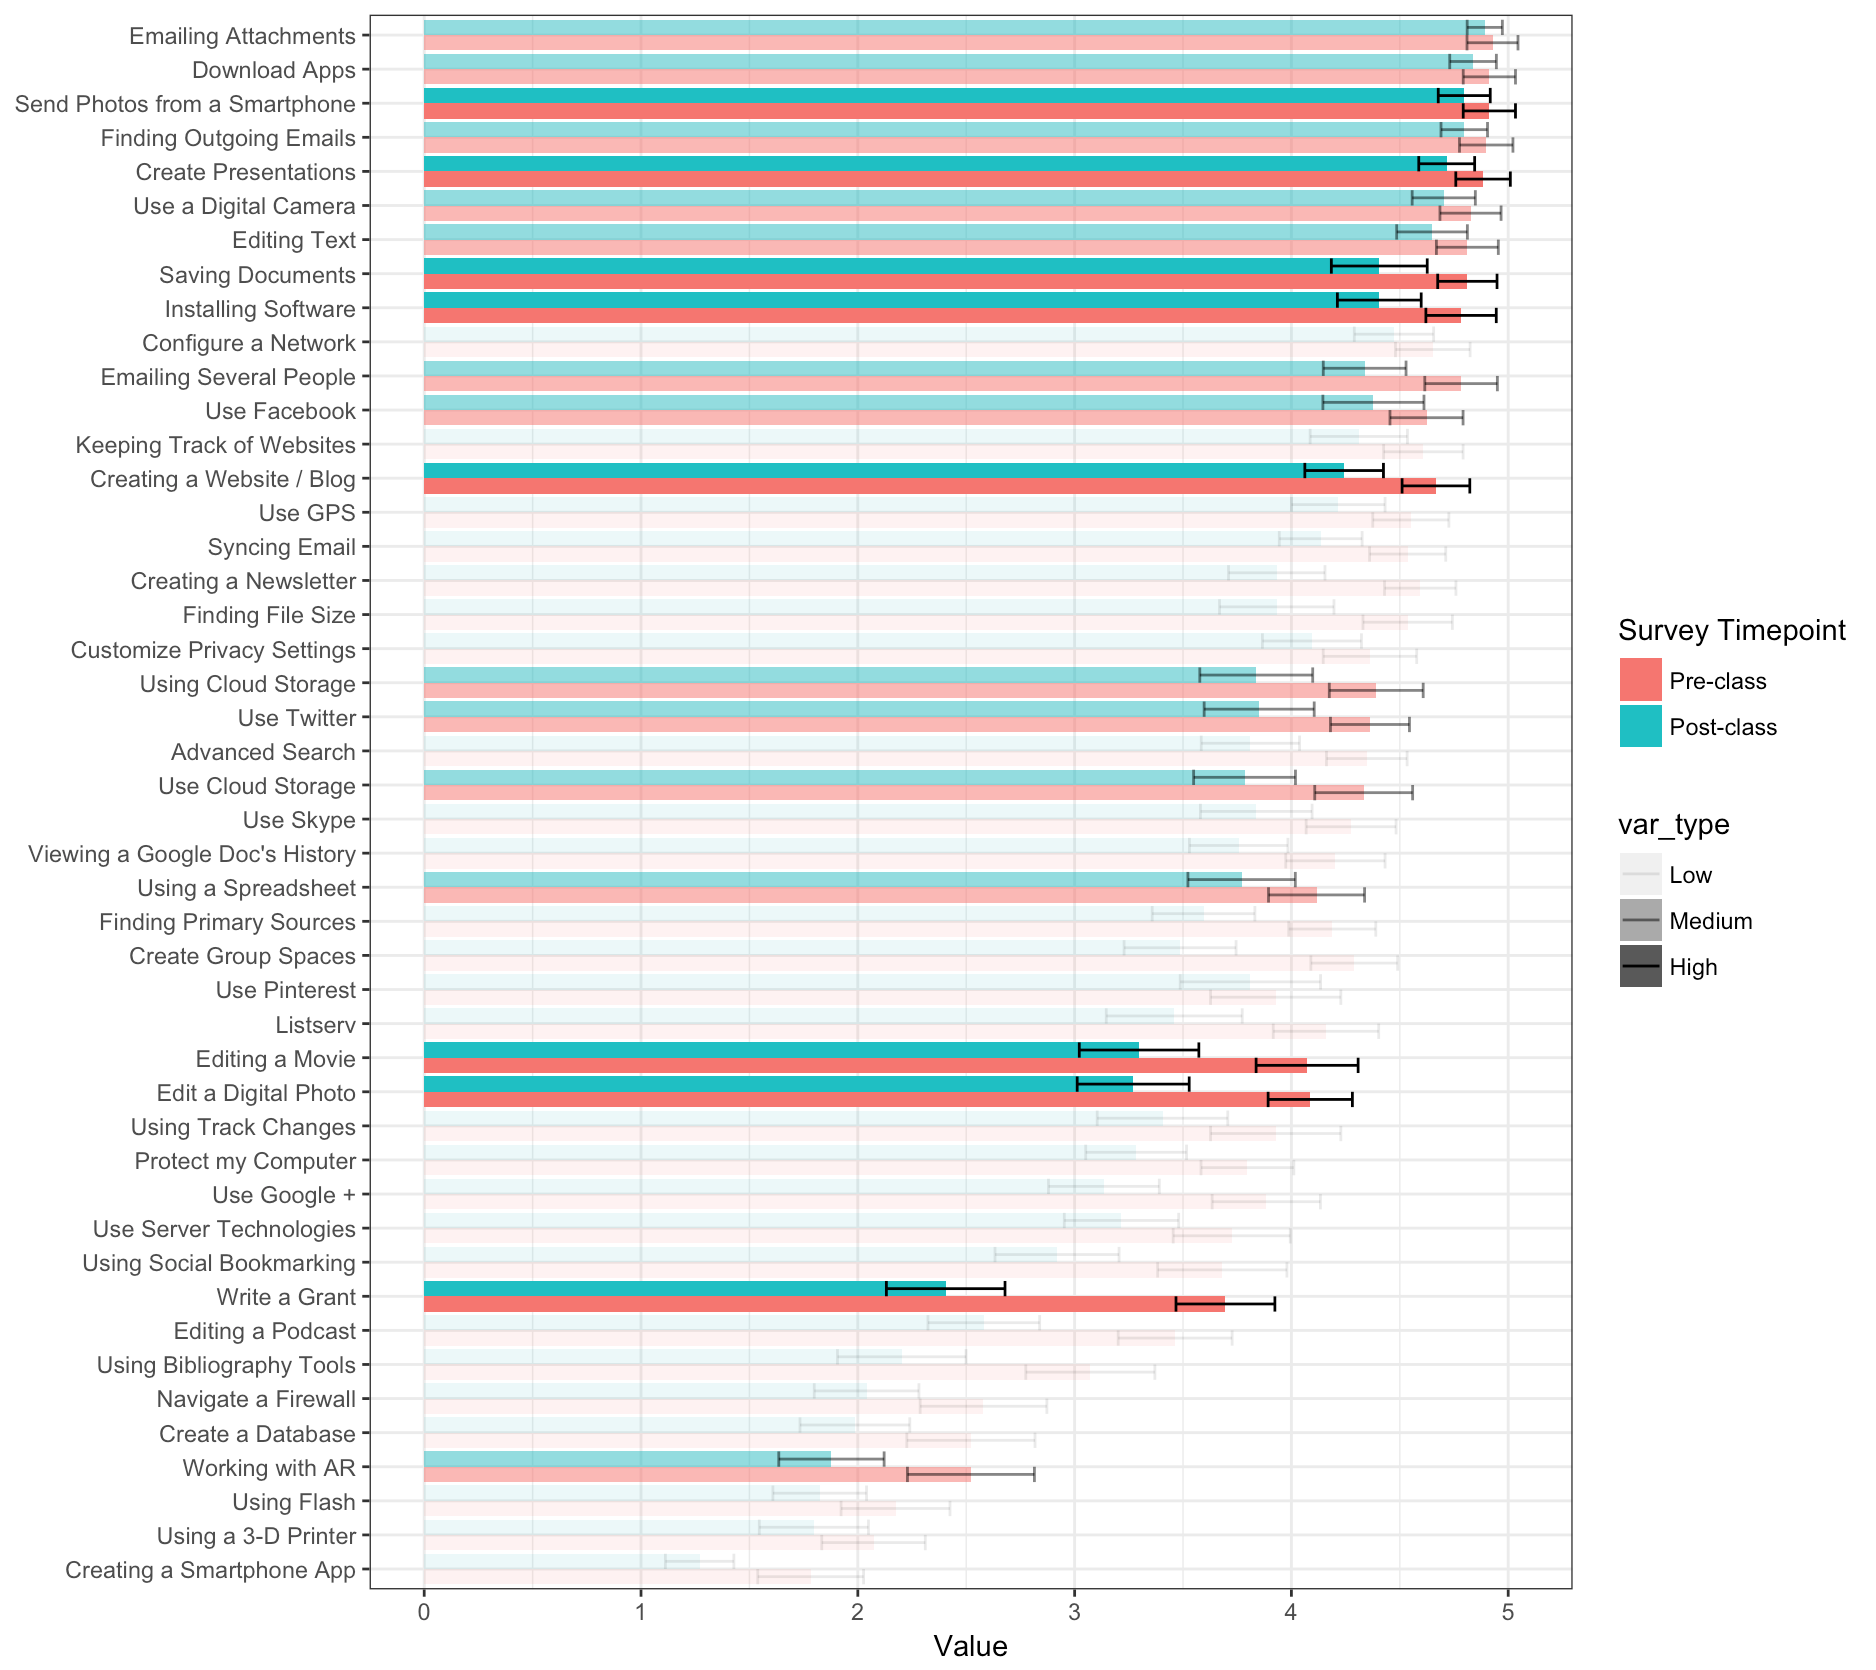 Emailing Attachments
Download Apps
Send Photos from a Smartphone
Finding Outgoing Emails
Create Presentations
Use a Digital Camera
Editing Text
Saving Documents
Installing Software
Configure a Network
Emailing Several People
Use Facebook
Keeping Track of Websites
Creating a Website / Blog
Use GPS
Syncing Email
Creating a Newsletter
Finding File Size
Customize Privacy Settings
Using Cloud Storage
Use Twitter
Advanced Search
Use Cloud Storage
Use Skype
Viewing a Google Doc's History
Using a Spreadsheet
Finding Primary Sources
Create Group Spaces
Use Pinterest
Listserv
Editing a Movie
Edit a Digital Photo
Using Track Changes
Protect my Computer
Use Google +
Use Server Technologies
Using Social Bookmarking
Write a Grant
Editing a Podcast
Using Bibliography Tools
Navigate a Firewall
Create a Database
Working with AR
Using Flash
Using a 3-D Printer
Creating a Smartphone App
0 1 2 3 4 5
Value
Survey Timepoint
Pre-class
Post-class
var_type
Low
Medium
High